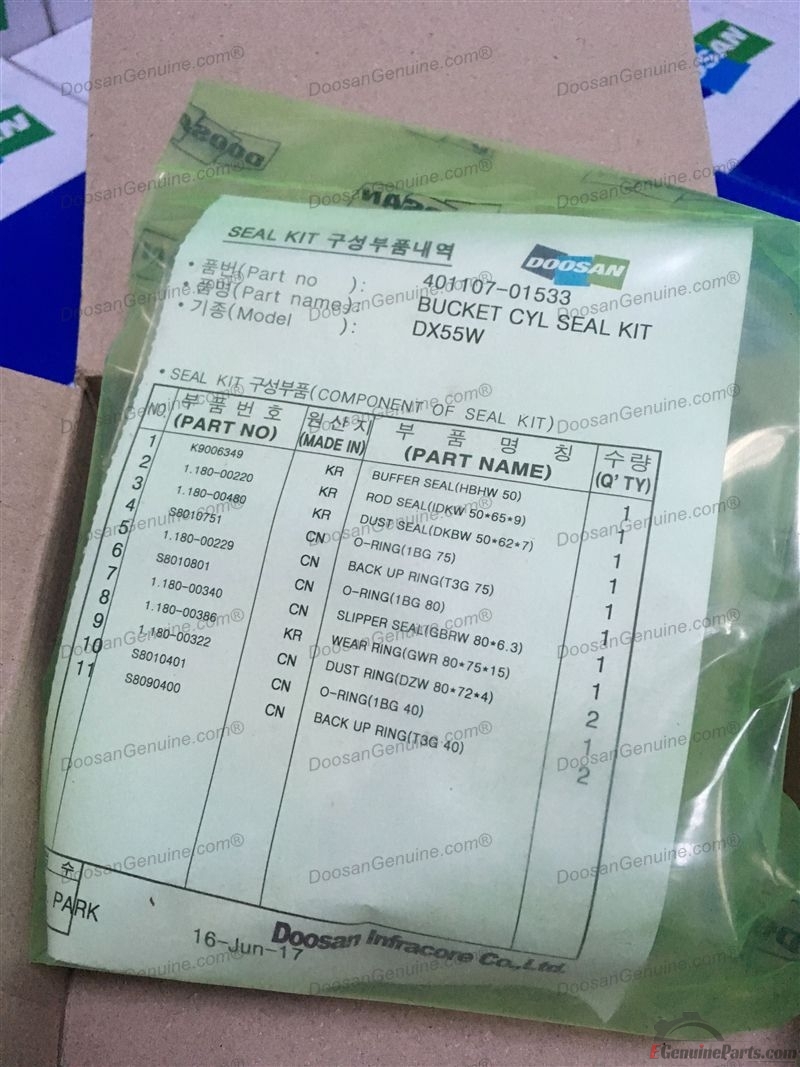 SEAL KIT 구성부품내역
DOOSAN
• 품번(Part no ): 401107-01533
• 품명(Part name): BUCKET CYL SEAL KIT
• 기종(Model ): DX55W
• SEAL KIT 구성부품(COMPONENT OF SEAL KIT)
NO 부품번호 (PART NO) 원산지 (MADE IN) 부품명칭 (PART NAME) 수량 (Q'TY)
1 K9006349 KR BUFFER SEAL(HBHW 50) 1
2 1.180-00220 KR ROD SEAL(IDKW 50*65*9) 1
3 1.180-00480 KR DUST SEAL(DKBW 50*62*7) 1
4 S8010751 CN O-RING(1BG 75) 1
5 1.180-00229 CN BACK UP RING(T3G 75) 1
6 S8010801 CN O-RING(1BG 80) 1
7 1.180-00340 CN SLIPPER SEAL(GBRW 80*6.3) 1
8 1.180-00386 KR WEAR RING(GWR 80*75*15) 1
9 1.180-00322 CN DUST RING(DZW 80*72*4) 2
10 S8010401 CN O-RING(1BG 40) 1
11 S8090400 CN BACK UP RING(T3G 40) 2
수
PARK
16-Jun-17
Doosan Infracore Co.,Ltd.
DoosanGenuine.com®
EGenuineParts.com